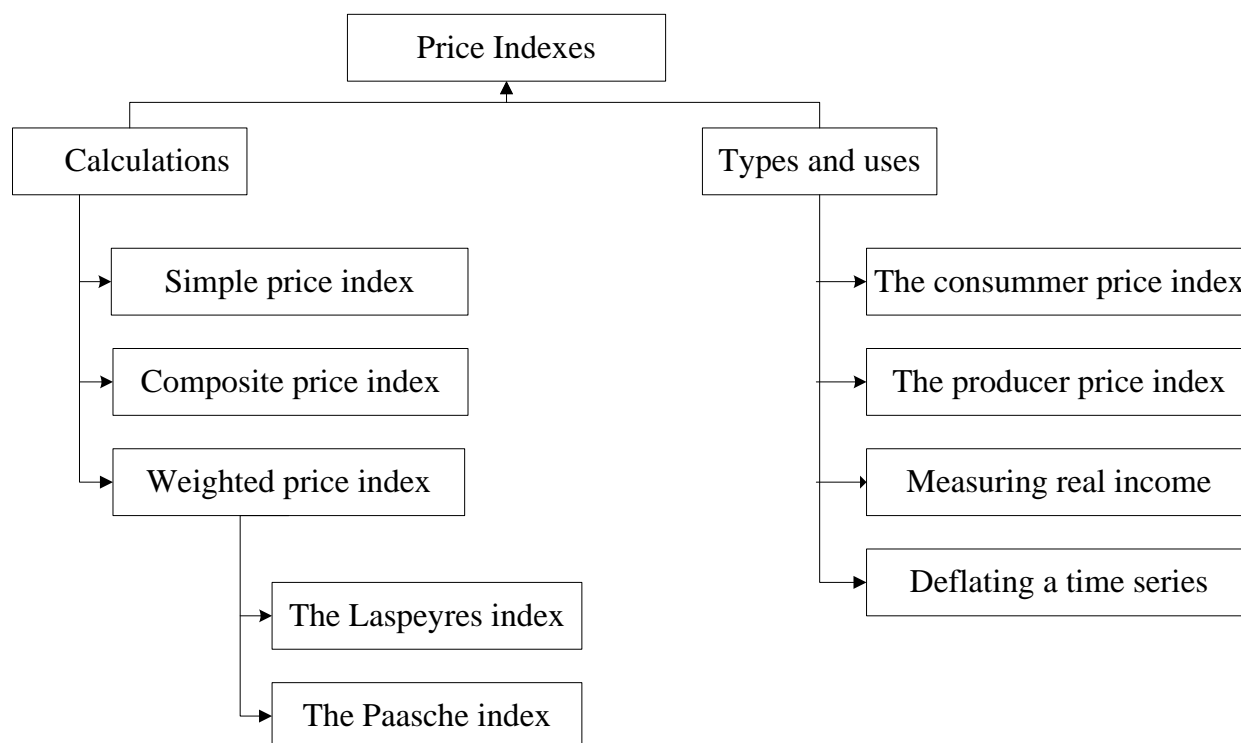 Price Indexes
Calculations
Types and uses
Simple price index
Composite price index
Weighted price index
The Laspeyres index
The Paasche index
The consummer price index
The producer price index
Measuring real income
Deflating a time series